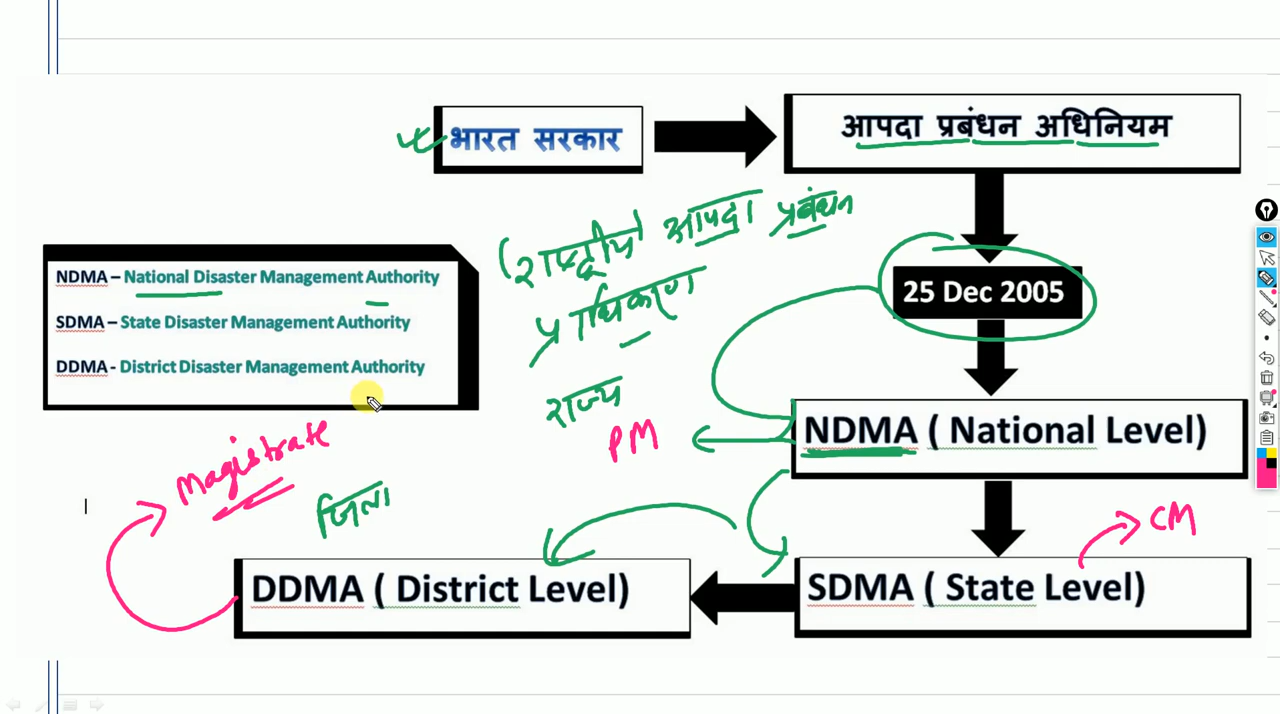 भारत सरकार
आपदा प्रबंधन अधिनियम
(राष्ट्रीय आपदा प्रबंधन
प्राधिकरण
25 Dec 2005
NDMA – National Disaster Management Authority
SDMA – State Disaster Management Authority
DDMA - District Disaster Management Authority
राज्य
PM
NDMA ( National Level)
Magistrate
जिला
CM
DDMA ( District Level)
SDMA ( State Level)